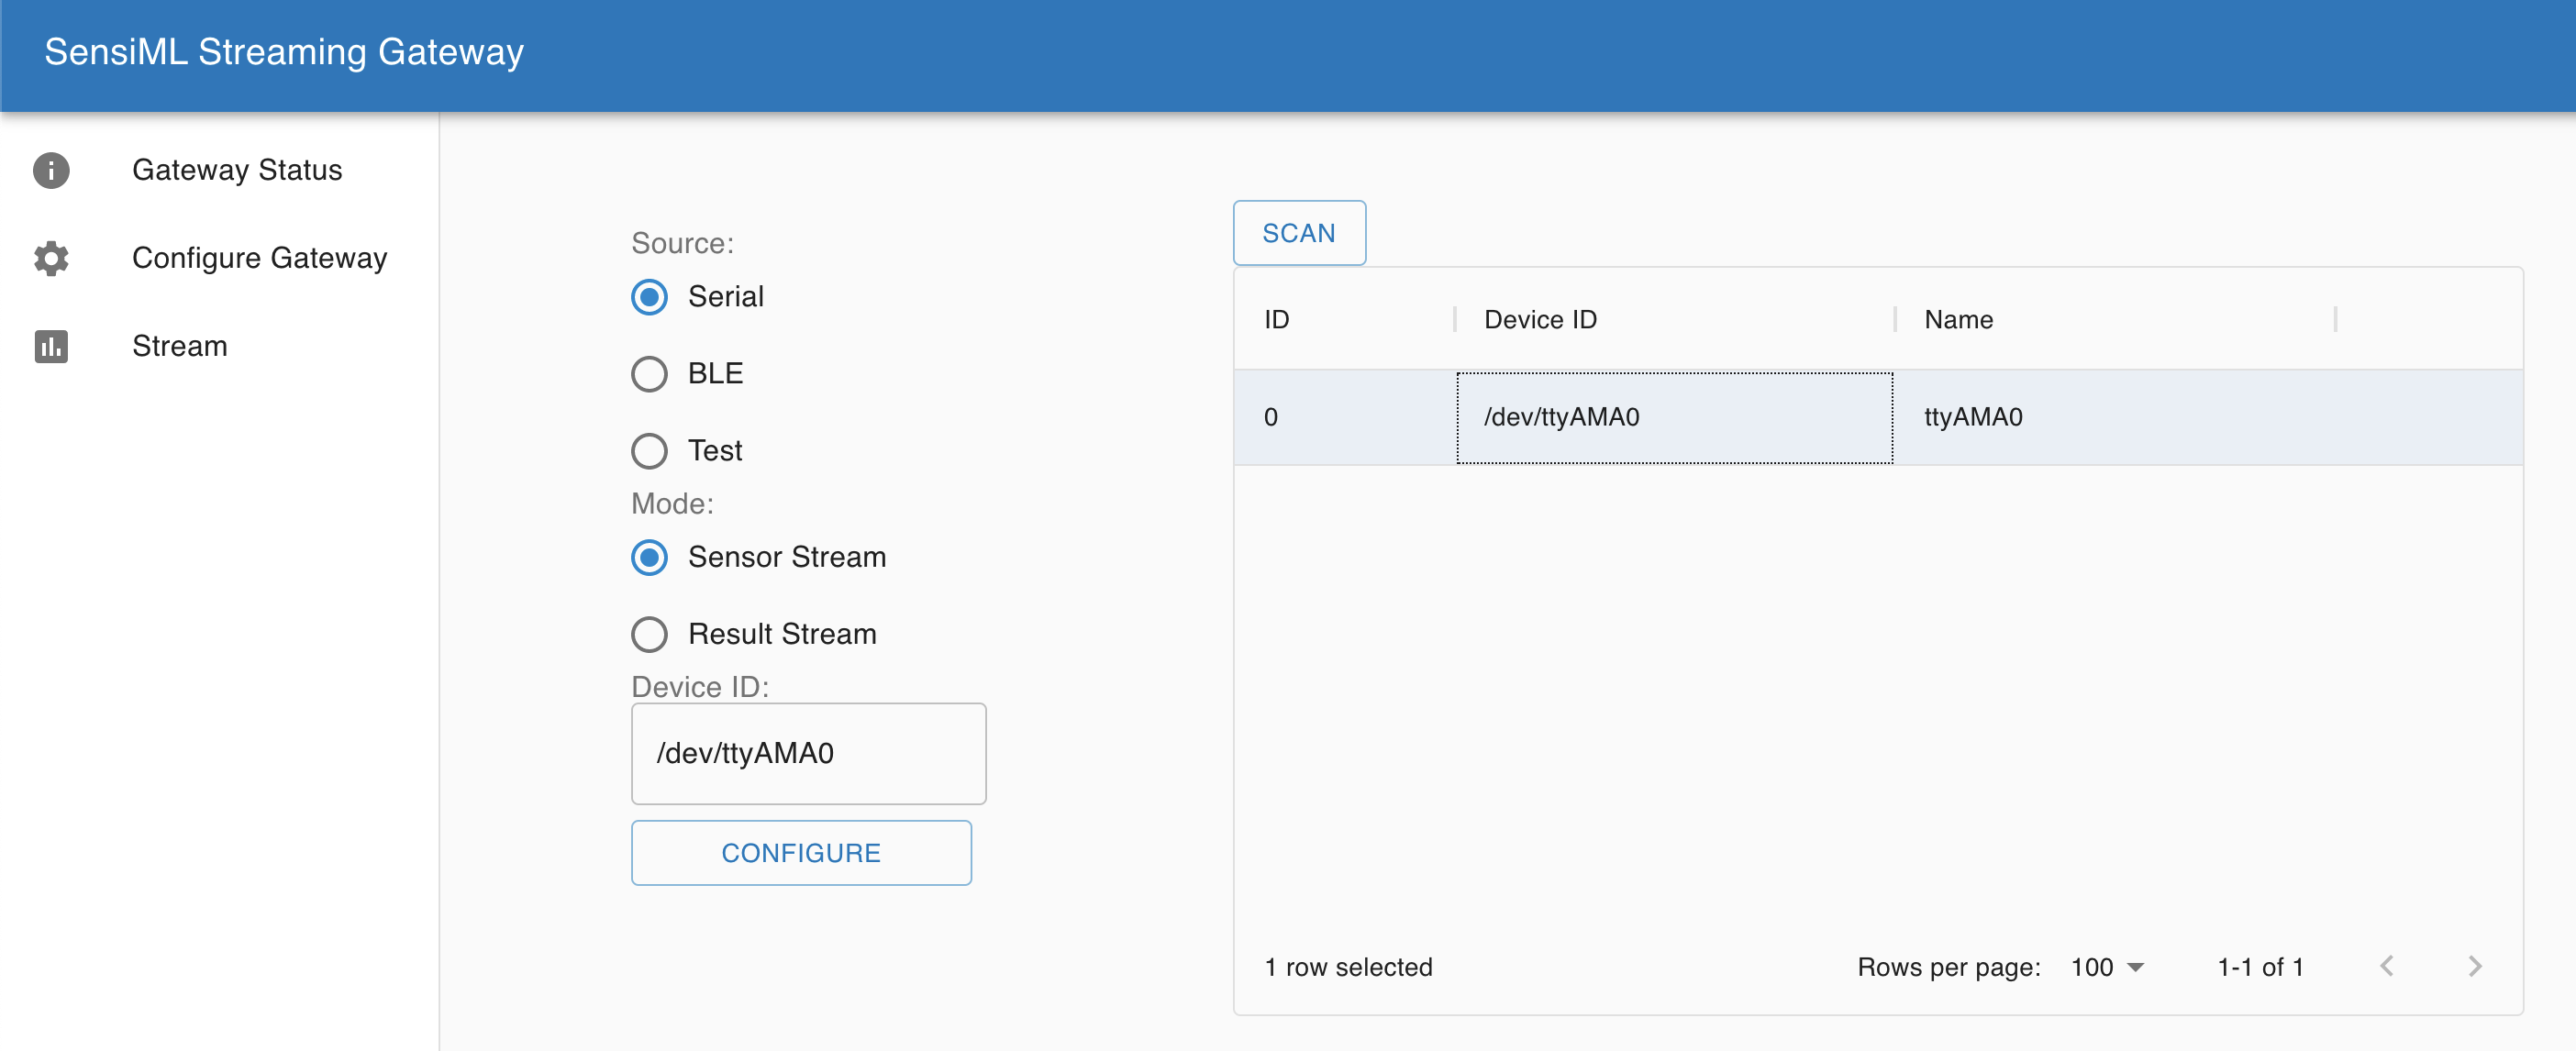 SensiML Streaming Gateway
Gateway Status
Configure Gateway
Stream
Source:
Serial
BLE
Test
Mode:
Sensor Stream
Result Stream
Device ID:
/dev/ttyAMA0
CONFIGURE
SCAN
ID Device ID Name
0 /dev/ttyAMA0 ttyAMA0
1 row selected Rows per page: 100 1-1 of 1